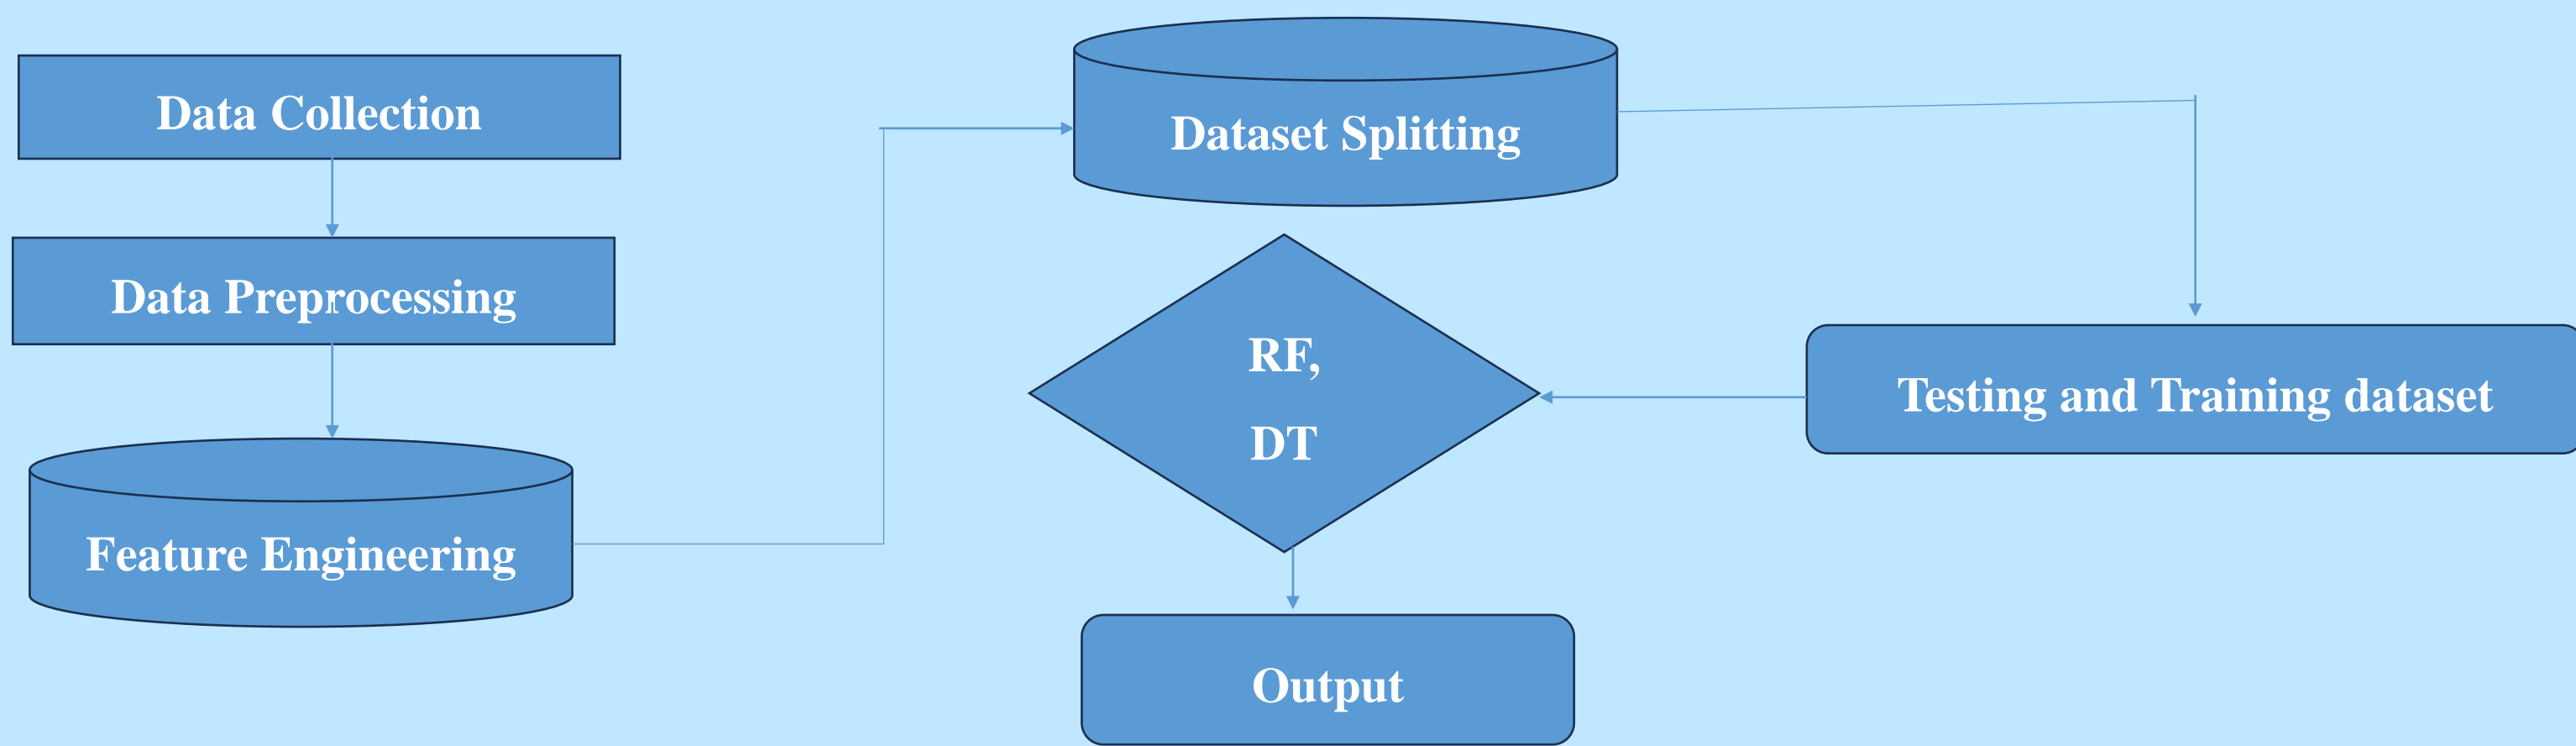 Data Collection
Data Preprocessing
Feature Engineering
Dataset Splitting
Testing and Training dataset
RF,
DT
Output